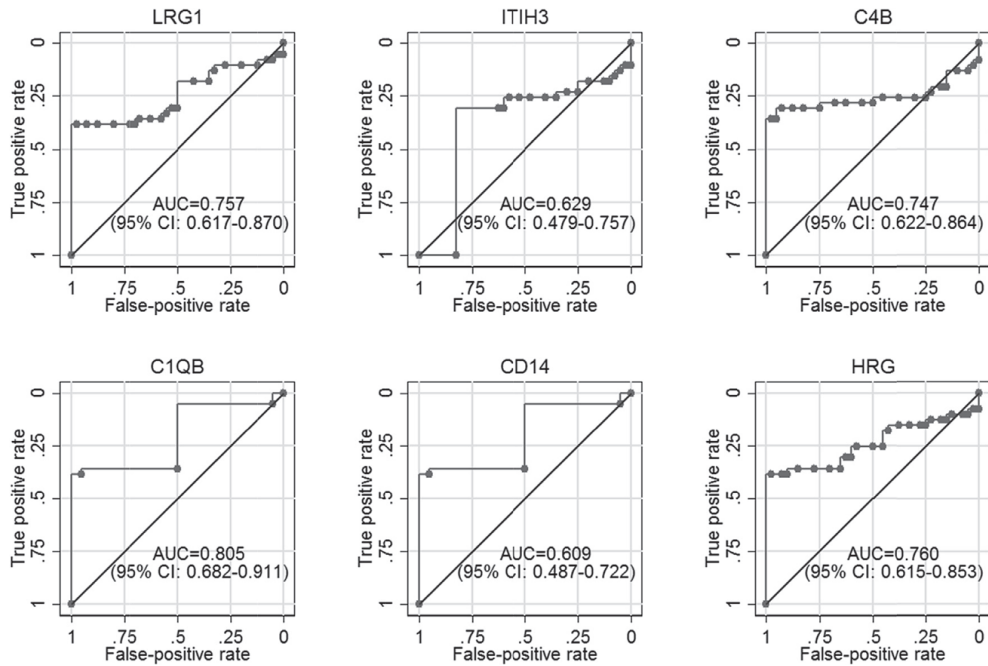 LRG1
0
.25
.5
.75
1
True positive rate
AUC=0.757
(95% CI: 0.617-0.870)
1 .75 .5 .25 0
False-positive rate
ITIH3
0
.25
.5
.75
1
True positive rate
AUC=0.629
(95% CI: 0.479-0.757)
1 .75 .5 .25 0
False-positive rate
C4B
0
.25
.5
.75
1
True positive rate
AUC=0.747
(95% CI: 0.622-0.864)
1 .75 .5 .25 0
False-positive rate
C1QB
0
.25
.5
.75
1
True positive rate
AUC=0.805
(95% CI: 0.682-0.911)
1 .75 .5 .25 0
False-positive rate
CD14
0
.25
.5
.75
1
True positive rate
AUC=0.609
(95% CI: 0.487-0.722)
1 .75 .5 .25 0
False-positive rate
HRG
0
.25
.5
.75
1
True positive rate
AUC=0.760
(95% CI: 0.615-0.853)
1 .75 .5 .25 0
False-positive rate